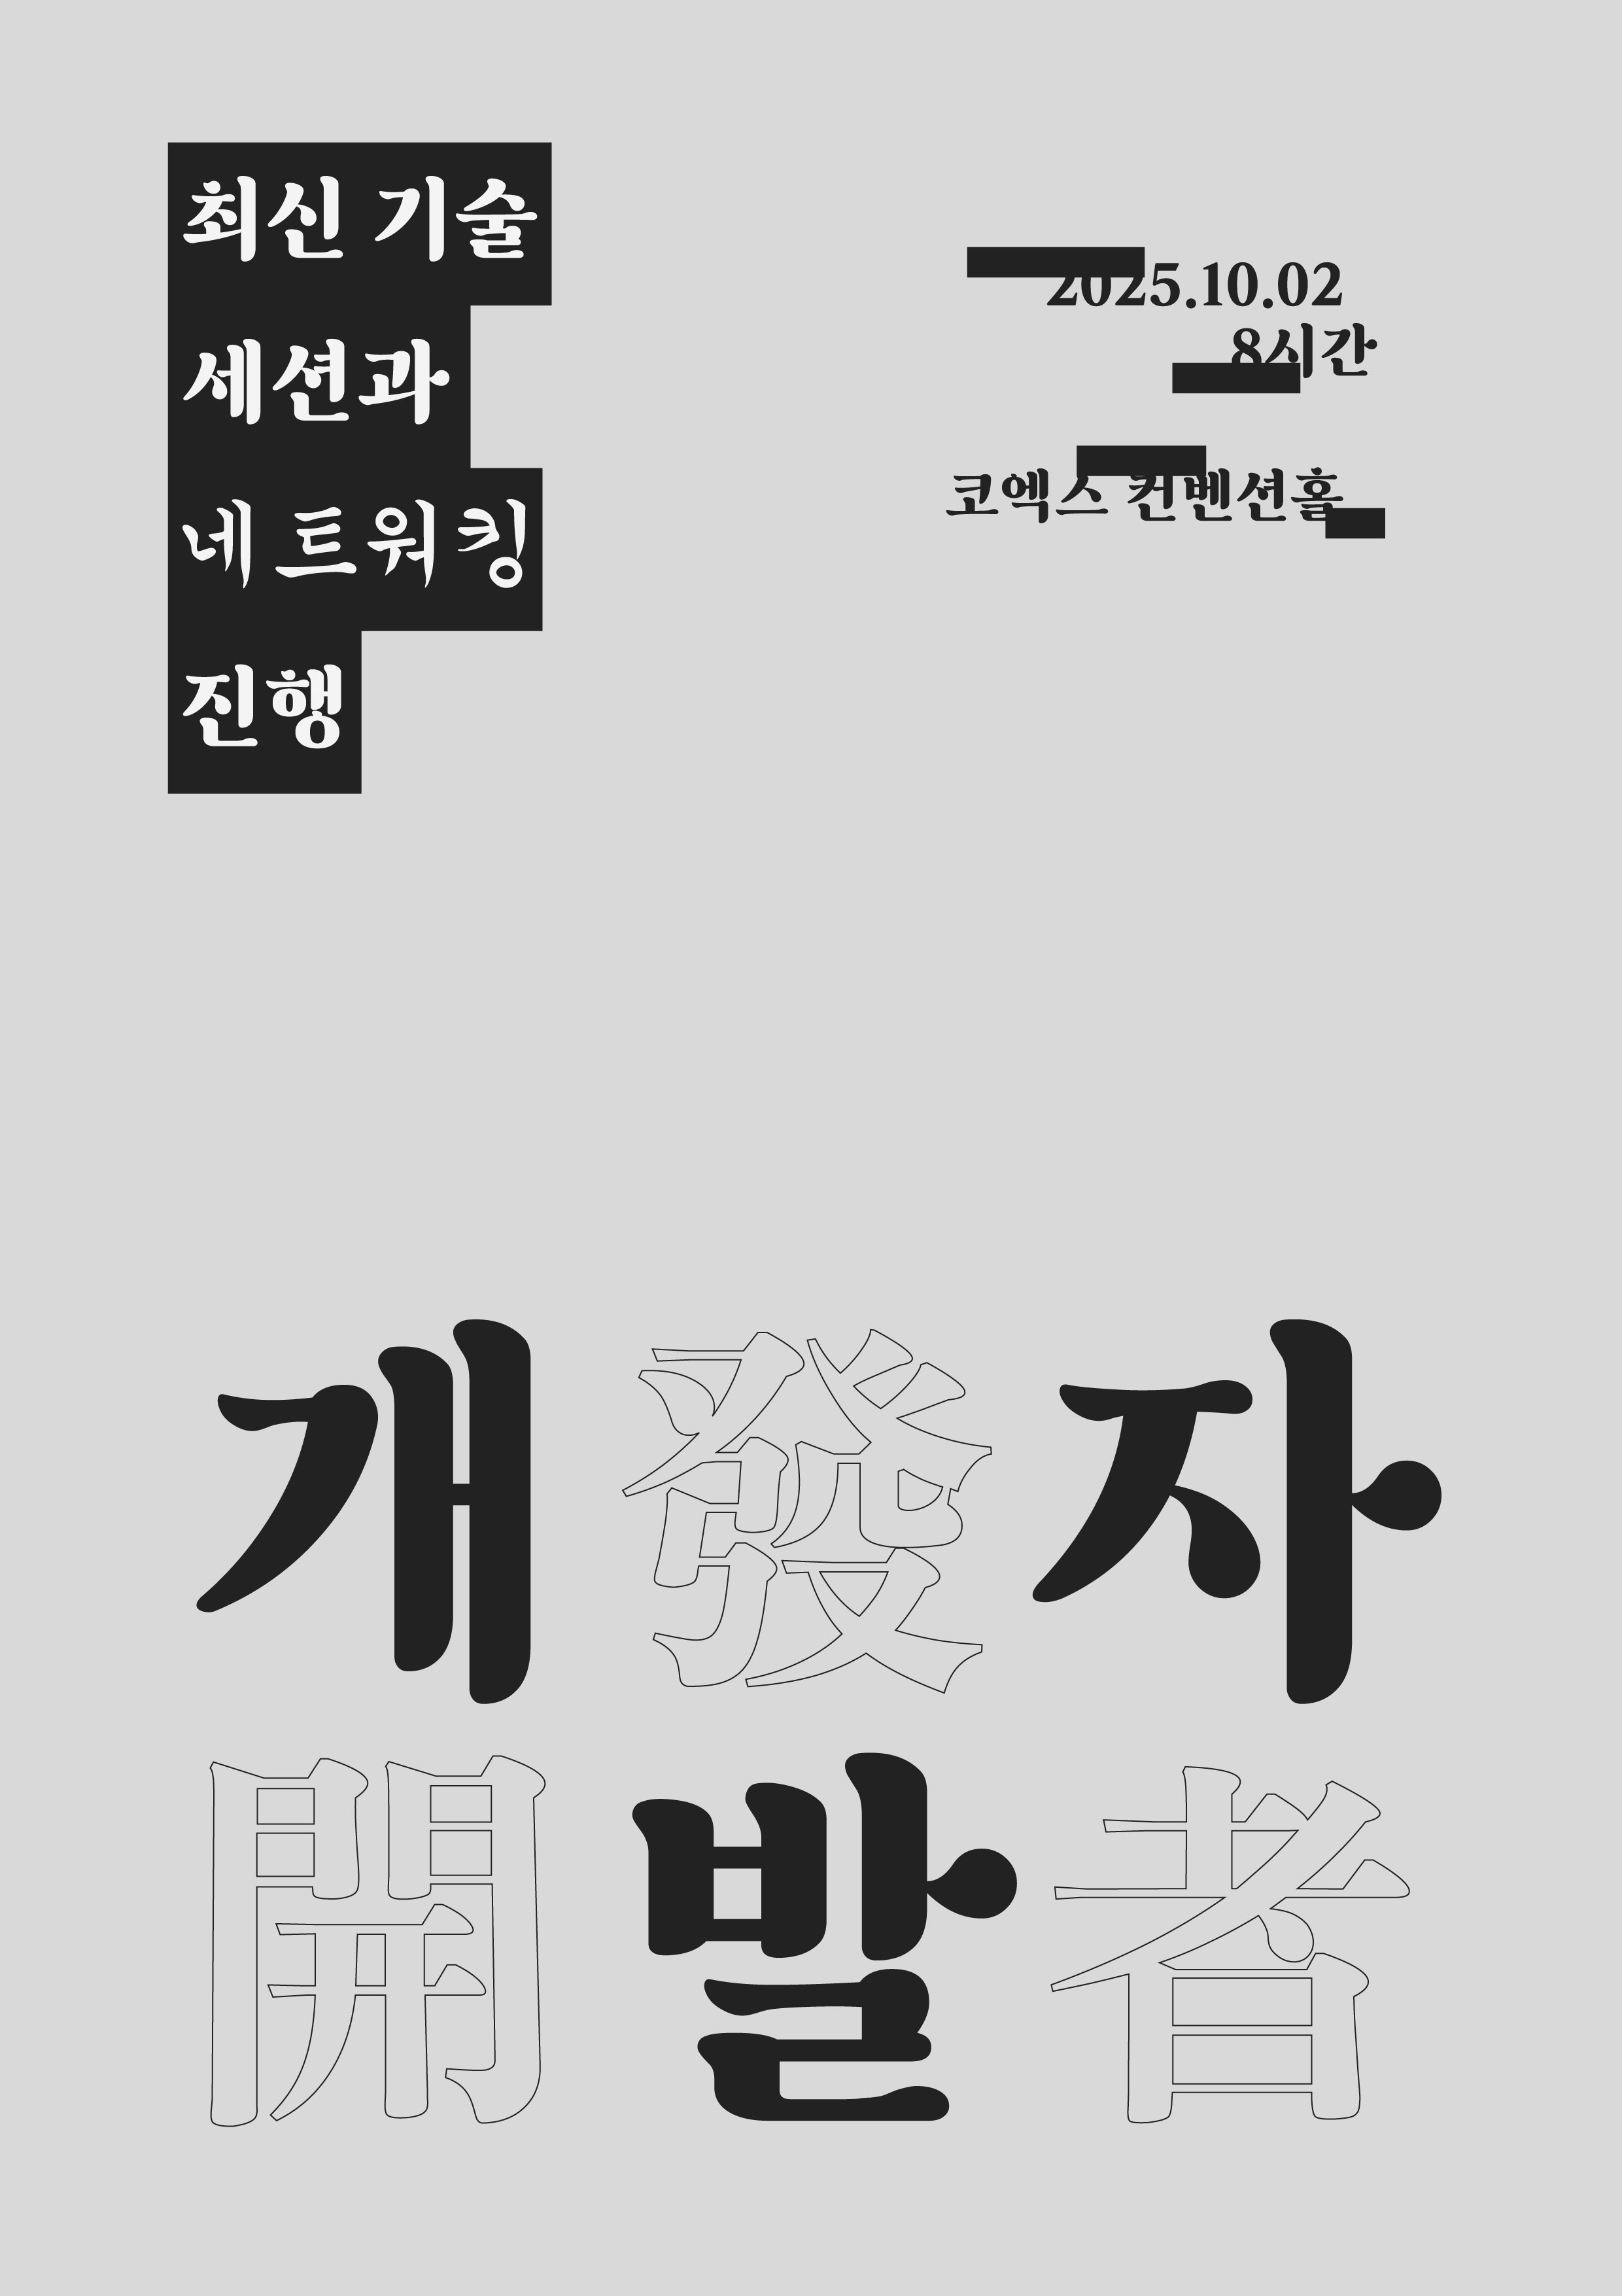 최신 기술
세션과
네트워킹
진행
2025.10.02
8시간
코엑스 컨벤션홀
개發자
開발者